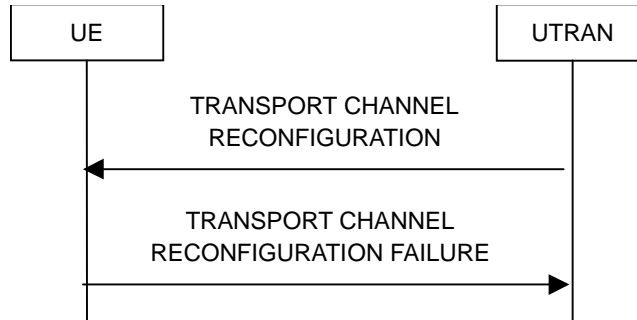 UE
UTRAN
TRANSPORT CHANNEL
RECONFIGURATION
TRANSPORT CHANNEL
RECONFIGURATION FAILURE